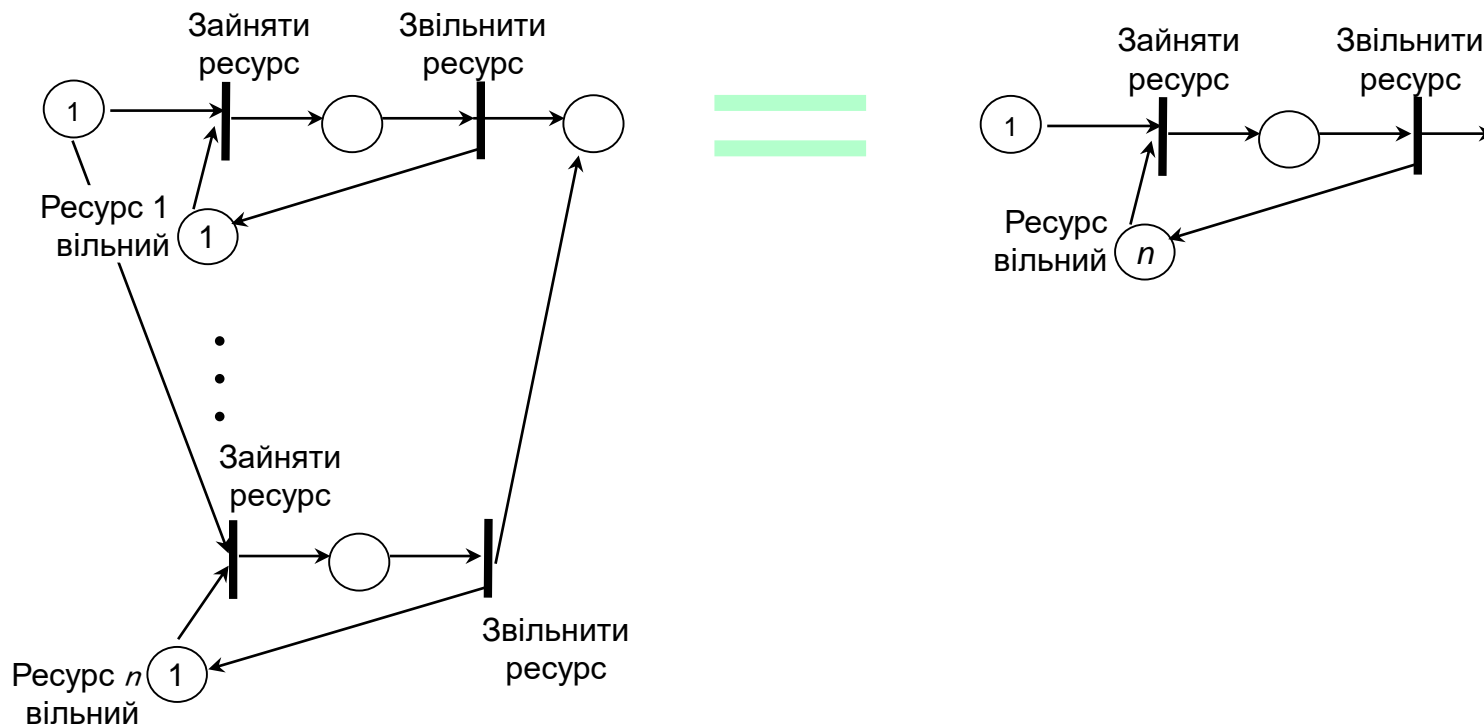 Зайняти
ресурс
Звільнити
ресурс
1
Ресурс 1
вільний
1
Зайняти
ресурс
Звільнити
ресурс
Ресурс n
вільний
1
Зайняти
ресурс
Звільнити
ресурс
1
Ресурс
вільний
n